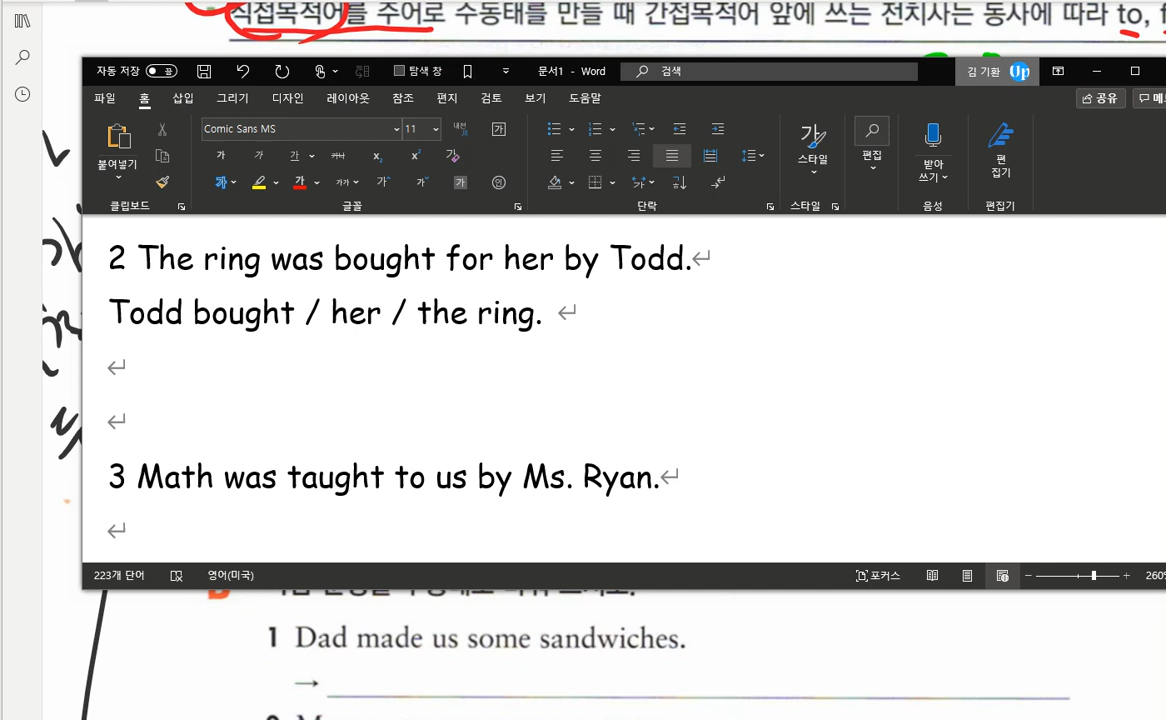 직접목적어를 주어로 수동태를 만들 때 간접목적어 앞에 쓰는 전치사는 동사에 따라 to,
자동 저장 문서1 - Word 검색 김 기환 Up
파일 홈 삽입 그리기 디자인 레이아웃 참조 편지 검토 보기 도움말 공유
탐색 창
Comic Sans MS 11
붙여넣기 스타일 편집 받아쓰기 편집기
클립보드 글꼴 단락 스타일 음성 편집기
2 The ring was bought for her by Todd.
Todd bought / her / the ring.
3 Math was taught to us by Ms. Ryan.
223개 단어 영어(미국) 포커스 260%
1 Dad made us some sandwiches.
→